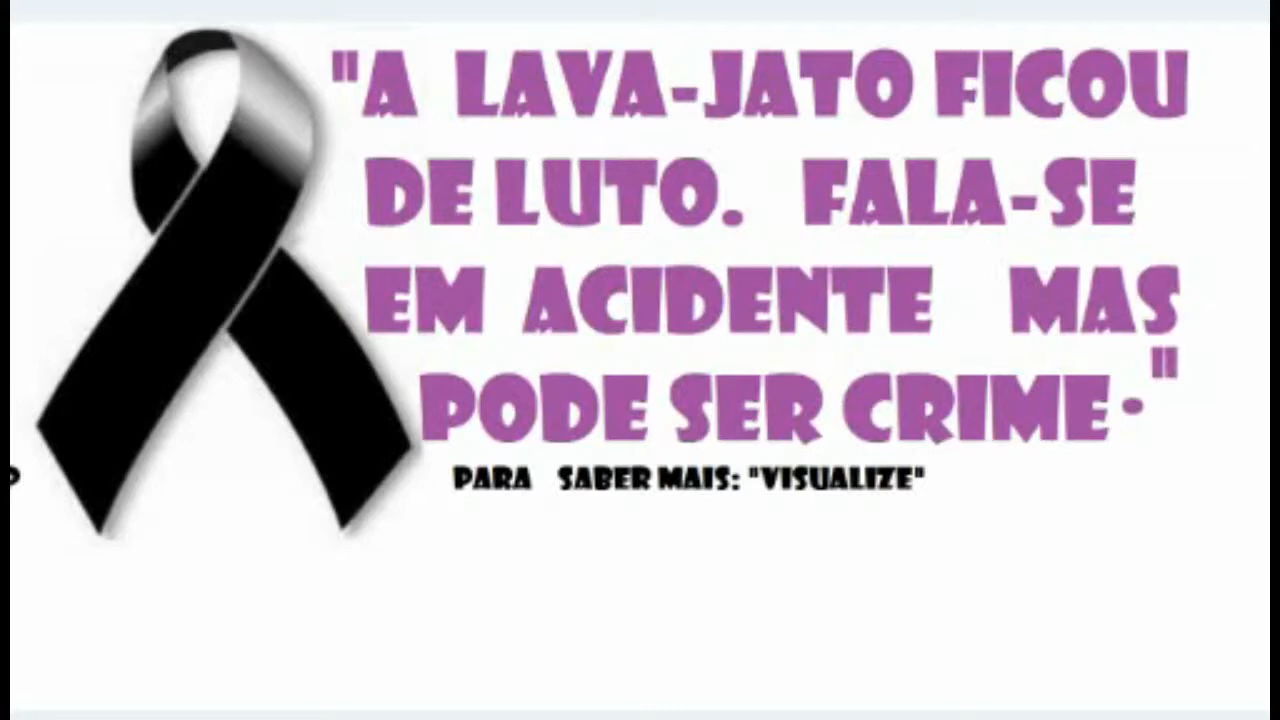 "A LAVA-JATO FICOU
DE LUTO. FALA-SE
EM ACIDENTE MAS
PODE SER CRIME."
PARA SABER MAIS: "VISUALIZE"